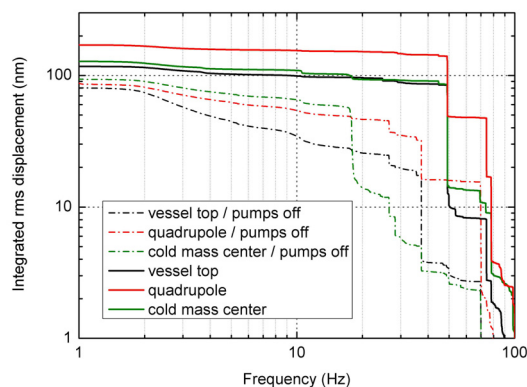 Integrated rms displacement (nm)
100
10
1
vessel top / pumps off
quadrupole / pumps off
cold mass center / pumps off
vessel top
quadrupole
cold mass center
1
10
100
Frequency (Hz)